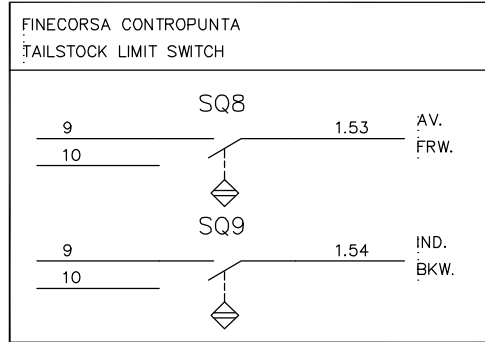 FINECORSA CONTROPUNTA
TAILSTOCK LIMIT SWITCH
SQ8
9 1.53 AV.
10 FRW.
SQ9
9 1.54 IND.
10 BKW.